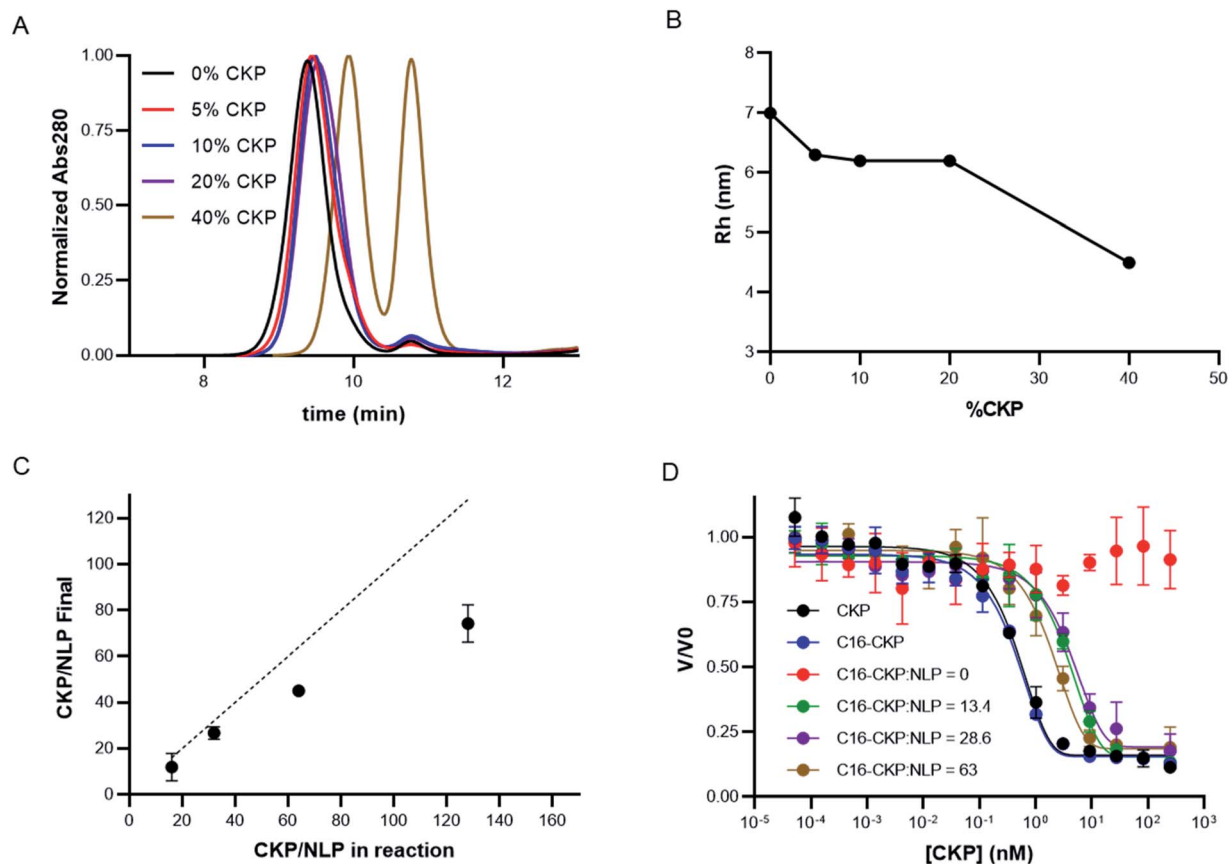 A
Normalized Abs280
1.00
0.75
0.50
0.25
0.00
0% CKP
5% CKP
10% CKP
20% CKP
40% CKP
8
10
12
time (min)
B
Rh (nm)
8
7
6
5
4
3
0
10
20
30
40
50
%CKP
C
CKP/NLP Final
120
100
80
60
40
20
0
0
20
40
60
80
100
120
140
160
CKP/NLP in reaction
D
V/V0
1.00
0.75
0.50
0.25
0.00
CKP
C16-CKP
C16-CKP:NLP = 0
C16-CKP:NLP = 13.4
C16-CKP:NLP = 28.6
C16-CKP:NLP = 63
10⁻⁵
10⁻⁴
10⁻³
10⁻²
10⁻¹
10⁰
10¹
10²
10³
[CKP] (nM)